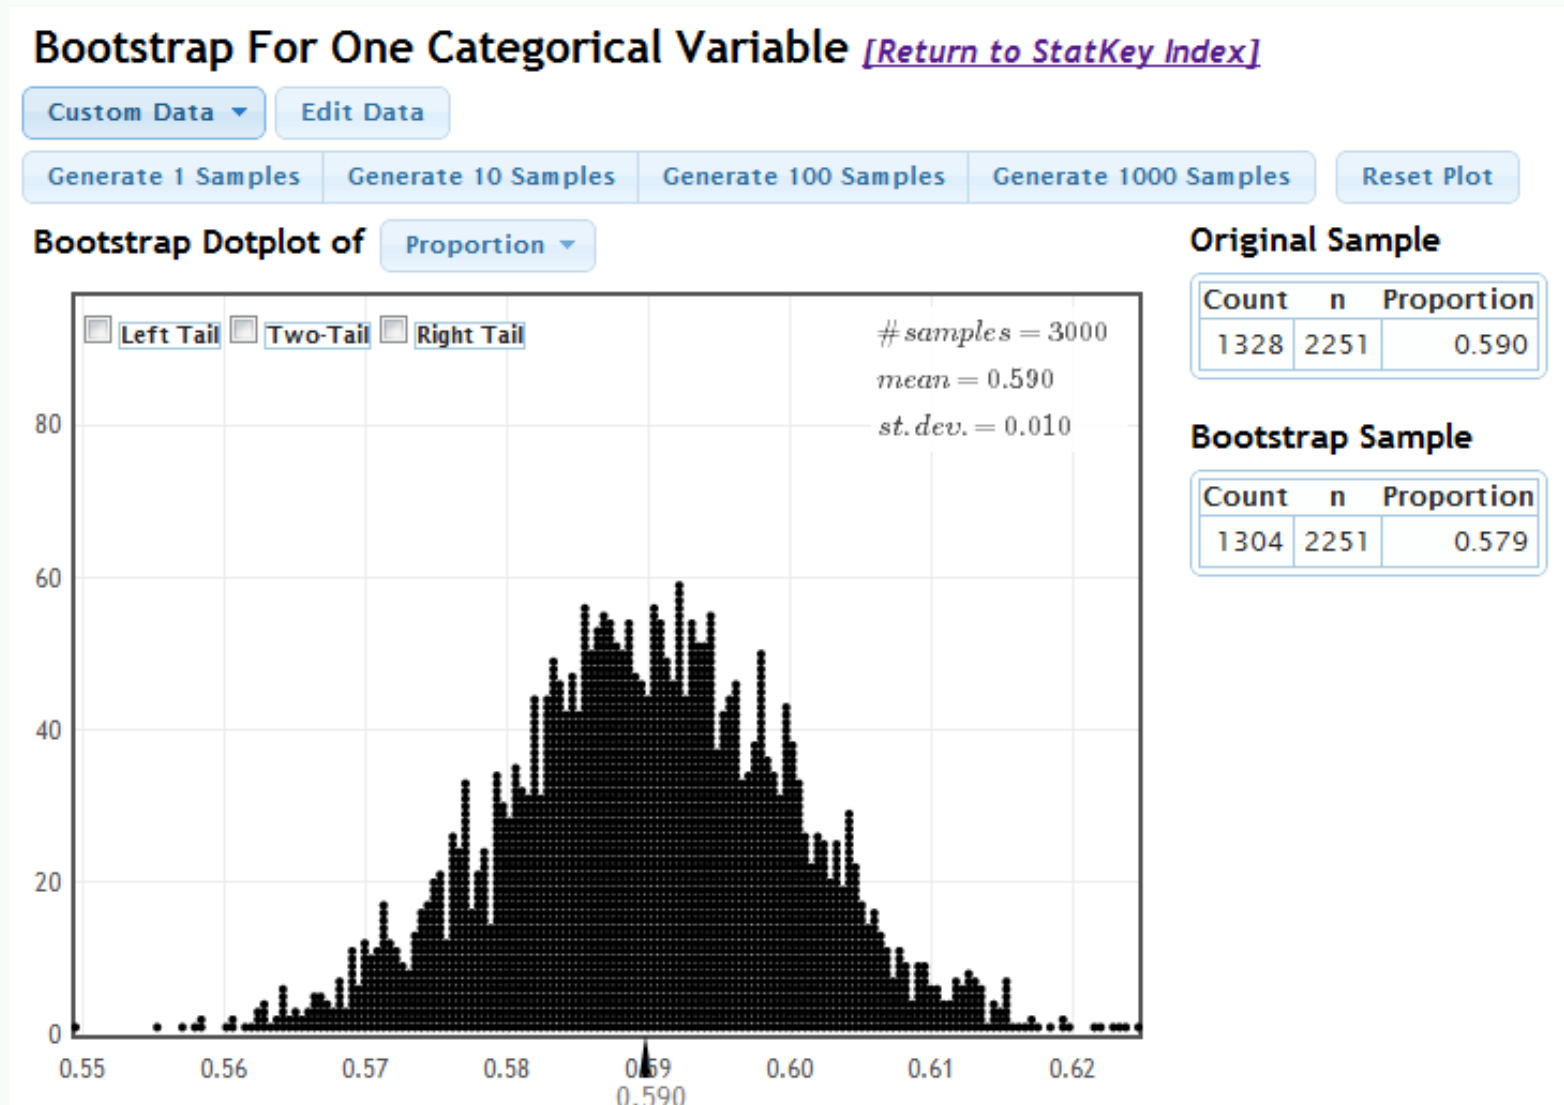 Bootstrap For One Categorical Variable [Return to StatKey Index]
Custom Data Edit Data
Generate 1 Samples Generate 10 Samples Generate 100 Samples Generate 1000 Samples Reset Plot
Bootstrap Dotplot of Proportion
Left Tail Two-Tail Right Tail
# samples = 3000
mean = 0.590
st. dev. = 0.010
80
60
40
20
0
0.55 0.56 0.57 0.58 0.59 0.60 0.61 0.62
0.590
Original Sample
Count n Proportion
1328 2251 0.590
Bootstrap Sample
Count n Proportion
1304 2251 0.579